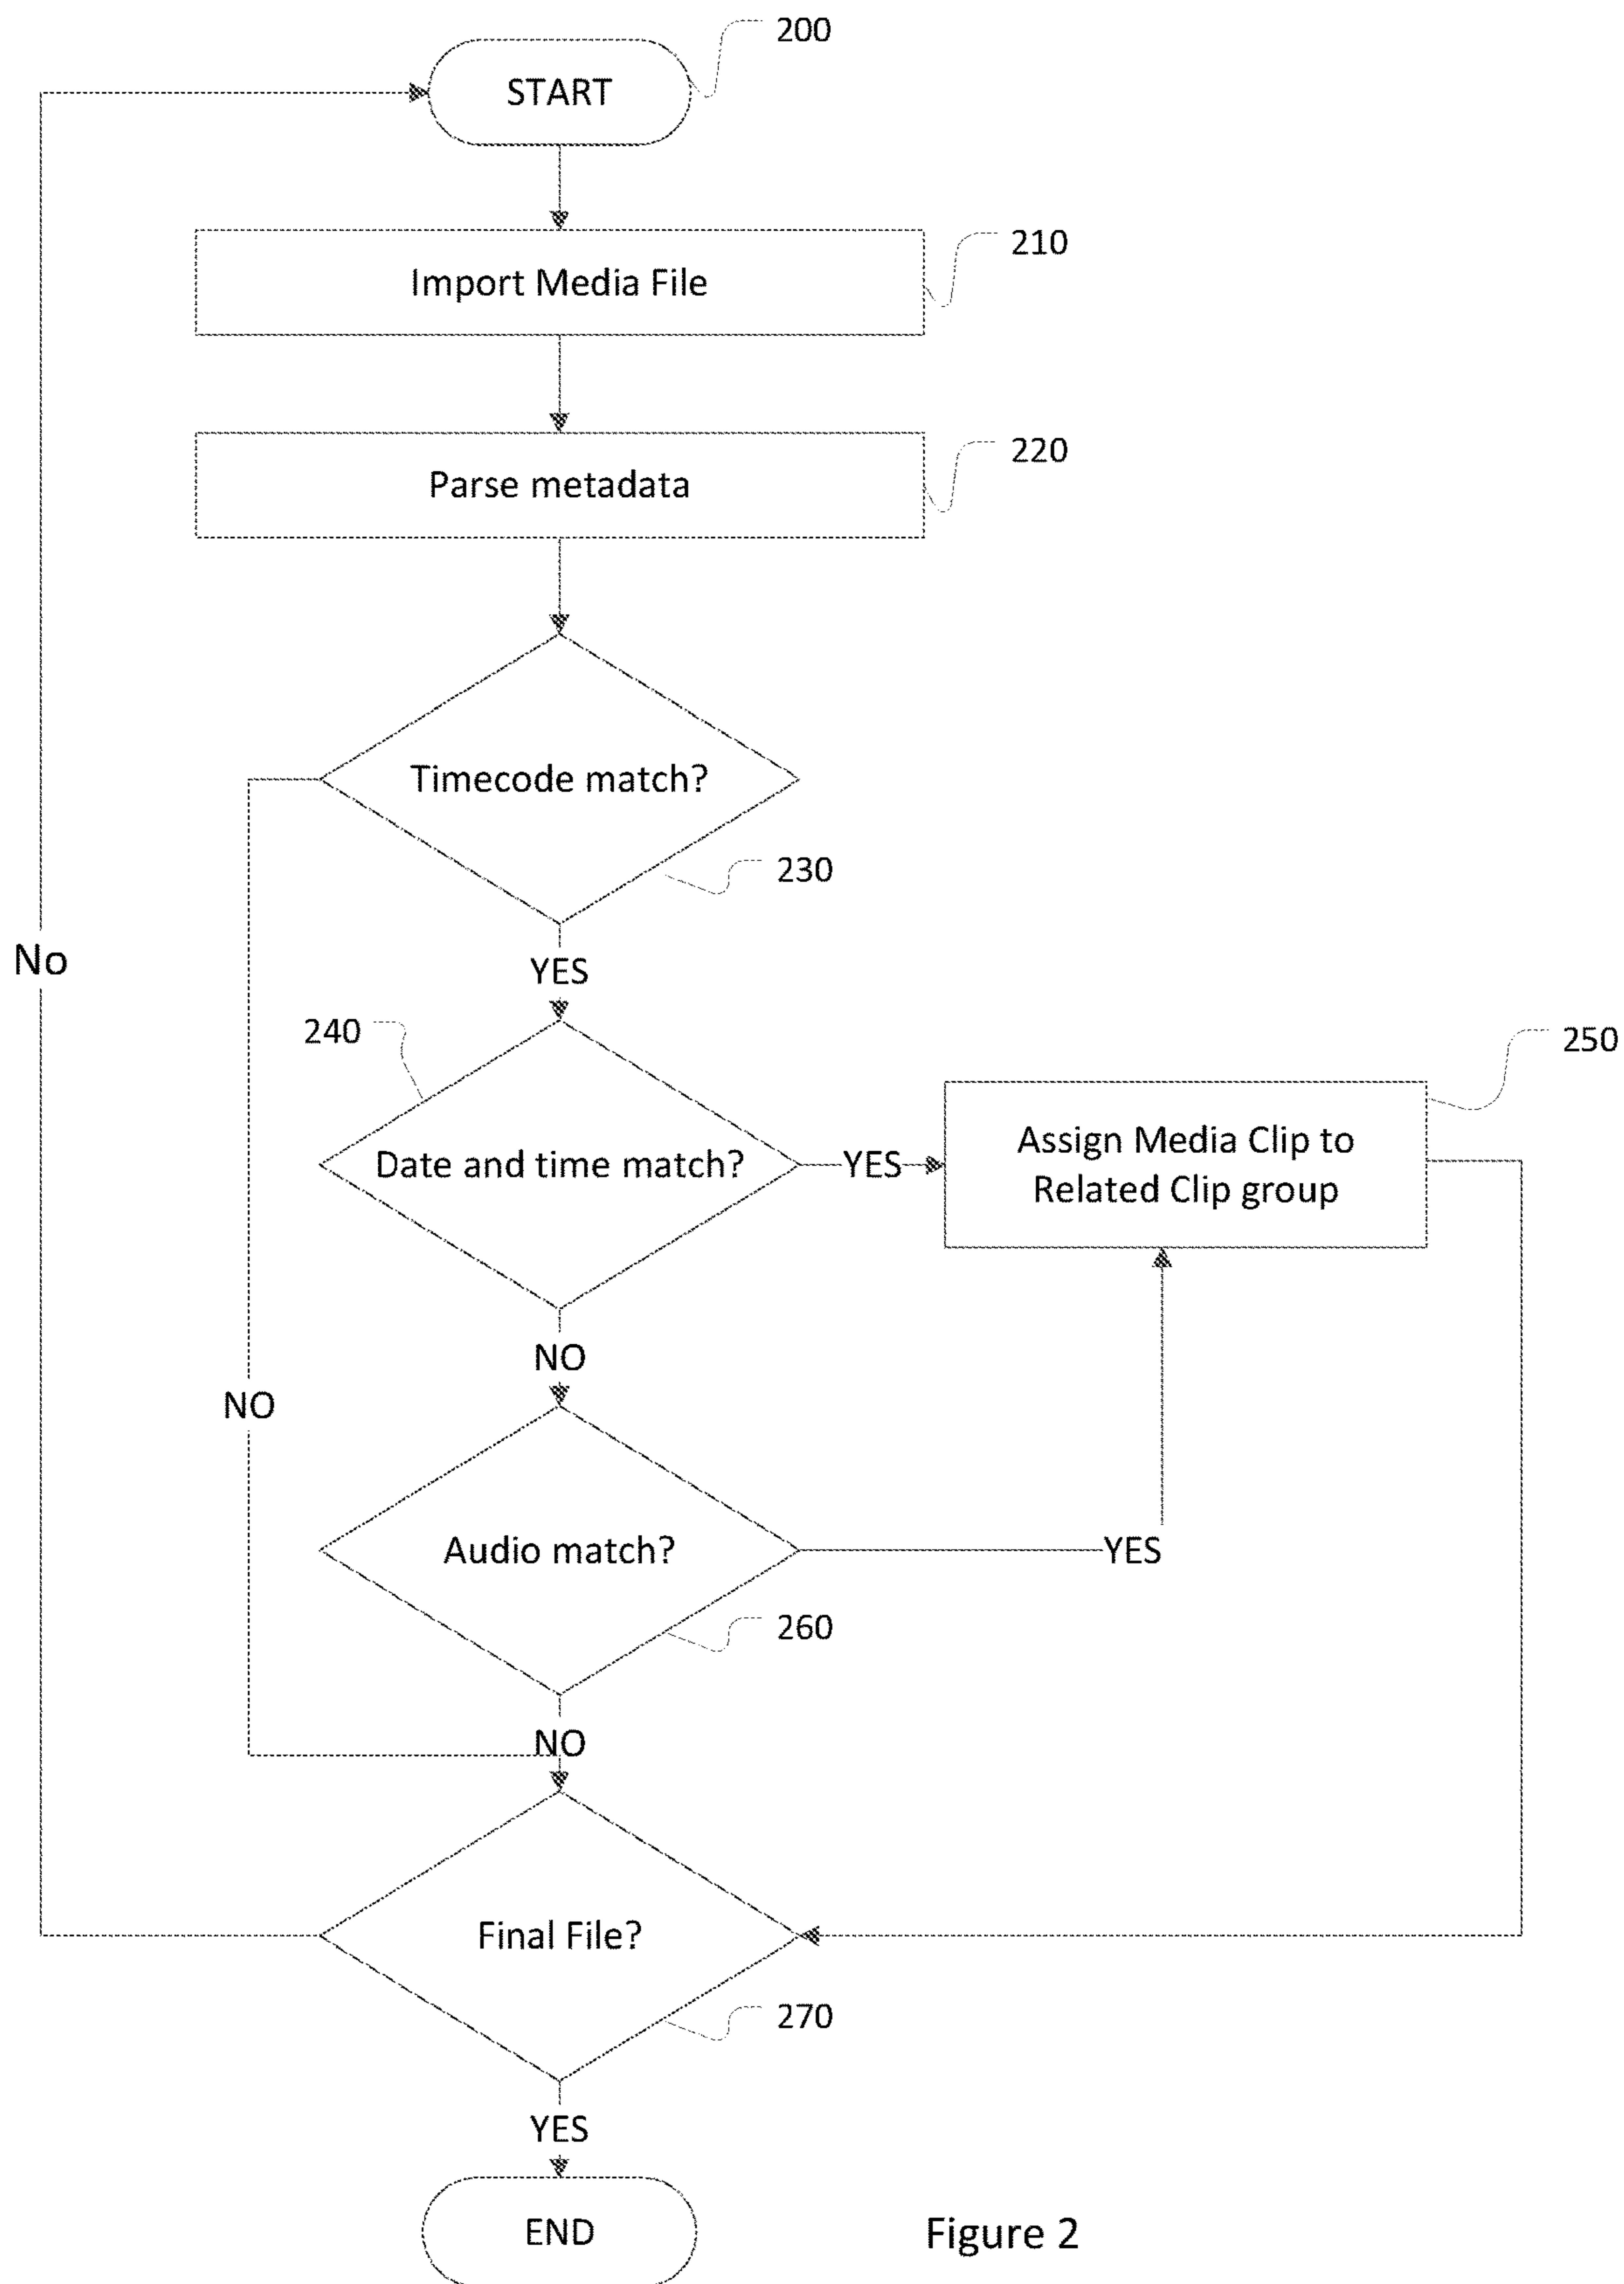 200
START
210
Import Media File
220
Parse metadata
Timecode match?
230
No
YES
240
250
Date and time match?
YES
Assign Media Clip to
Related Clip group
NO
NO
Audio match?
YES
260
NO
Final File?
270
YES
END
Figure 2